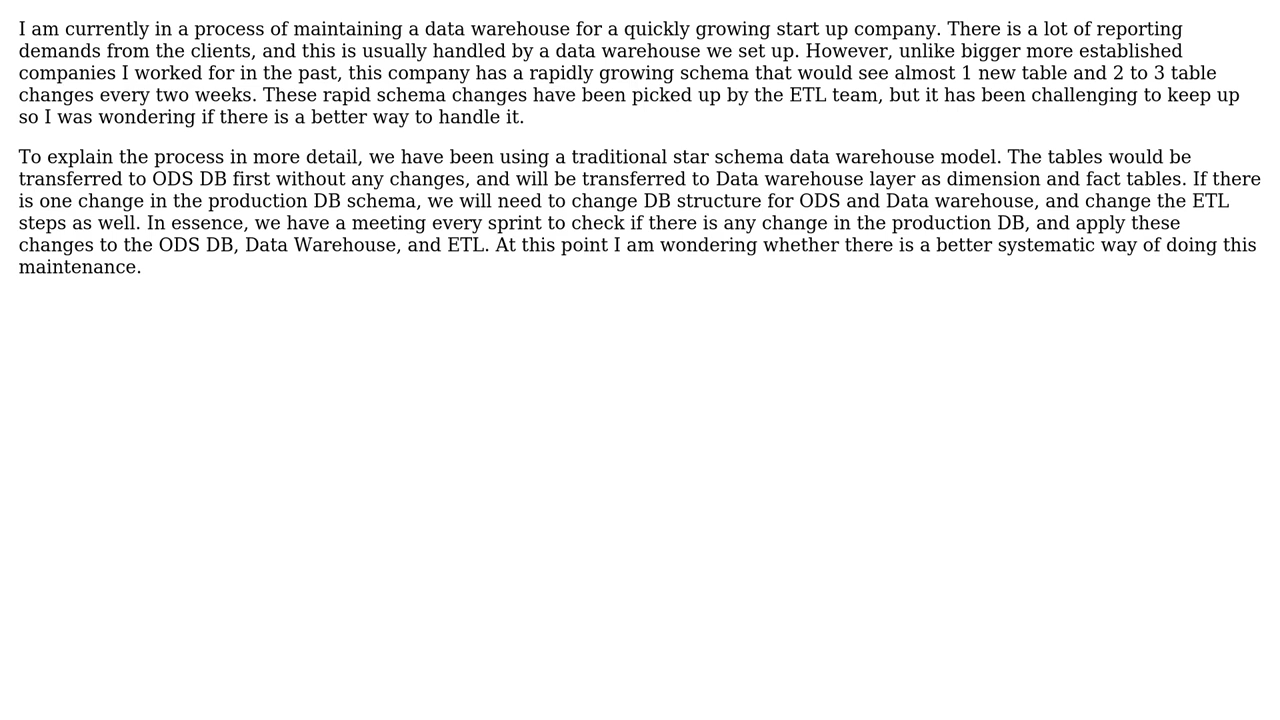 I am currently in a process of maintaining a data warehouse for a quickly growing start up company. There is a lot of reporting
demands from the clients, and this is usually handled by a data warehouse we set up. However, unlike bigger more established
companies I worked for in the past, this company has a rapidly growing schema that would see almost 1 new table and 2 to 3 table
changes every two weeks. These rapid schema changes have been picked up by the ETL team, but it has been challenging to keep up
so I was wondering if there is a better way to handle it.
To explain the process in more detail, we have been using a traditional star schema data warehouse model. The tables would be
transferred to ODS DB first without any changes, and will be transferred to Data warehouse layer as dimension and fact tables. If there
is one change in the production DB schema, we will need to change DB structure for ODS and Data warehouse, and change the ETL
steps as well. In essence, we have a meeting every sprint to check if there is any change in the production DB, and apply these
changes to the ODS DB, Data Warehouse, and ETL. At this point I am wondering whether there is a better systematic way of doing this
maintenance.